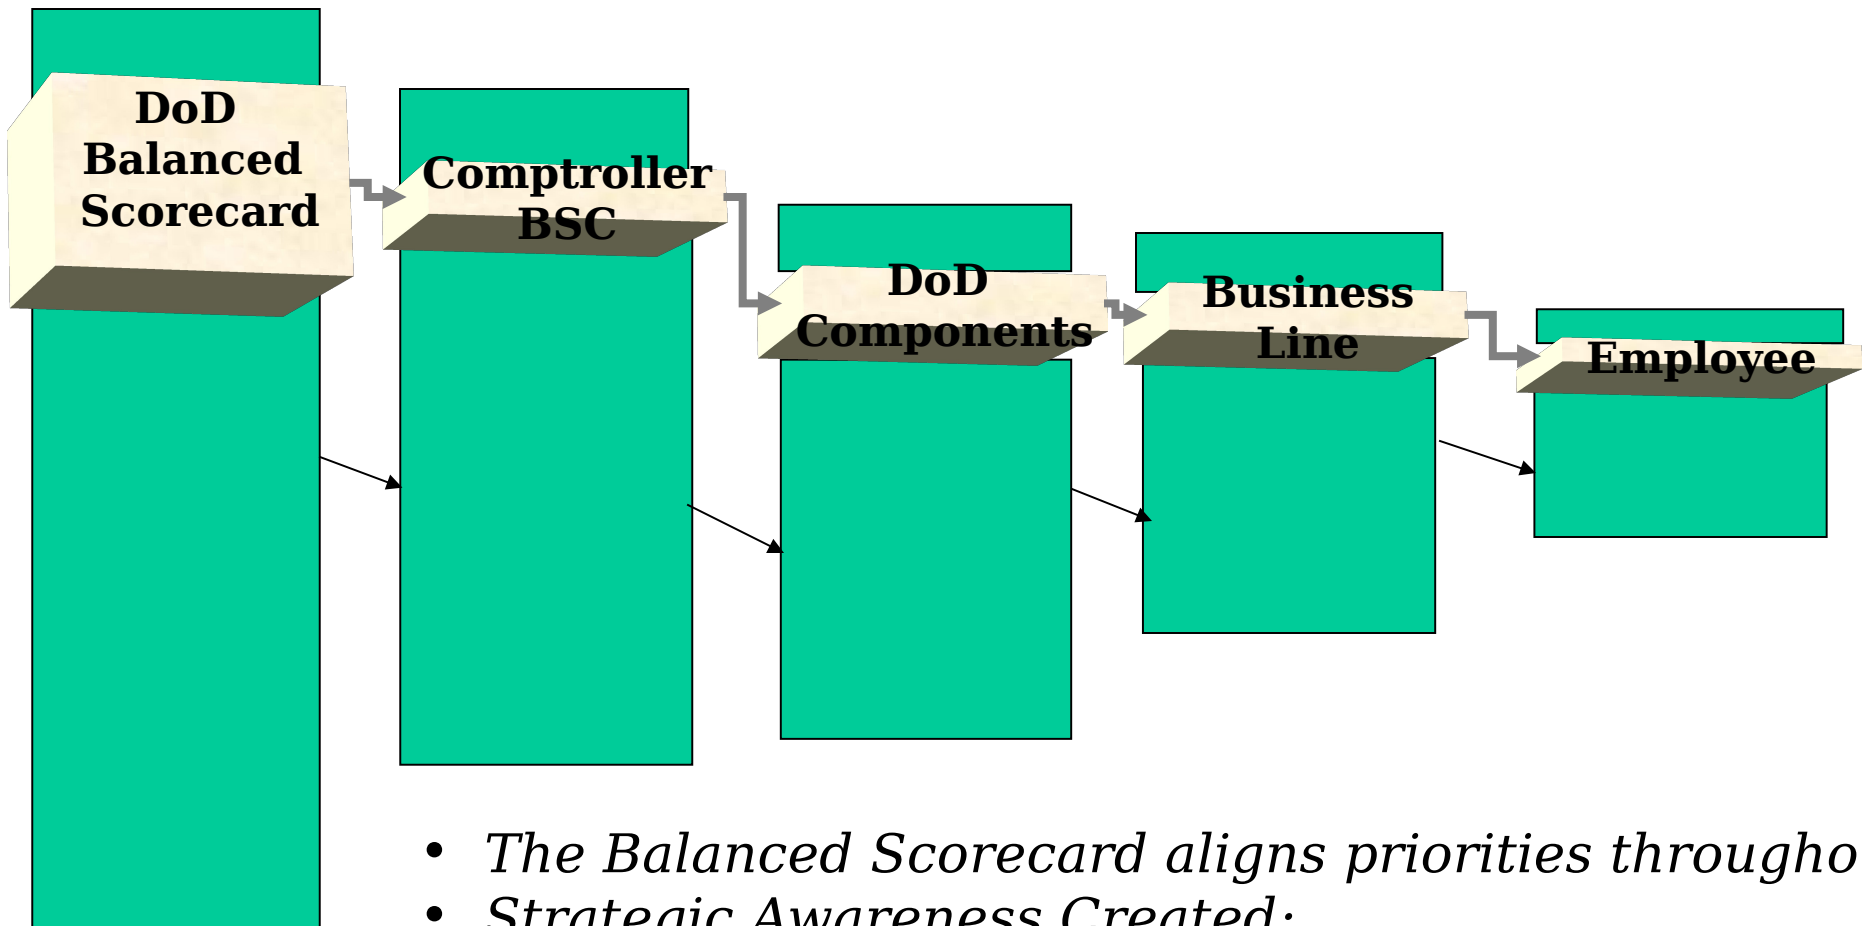 DoD
Balanced
Scorecard
Comptroller
BSC
DoD
Components
Business
Line
Employee
• The Balanced Scorecard aligns priorities througho
• Strategic Awareness Created: